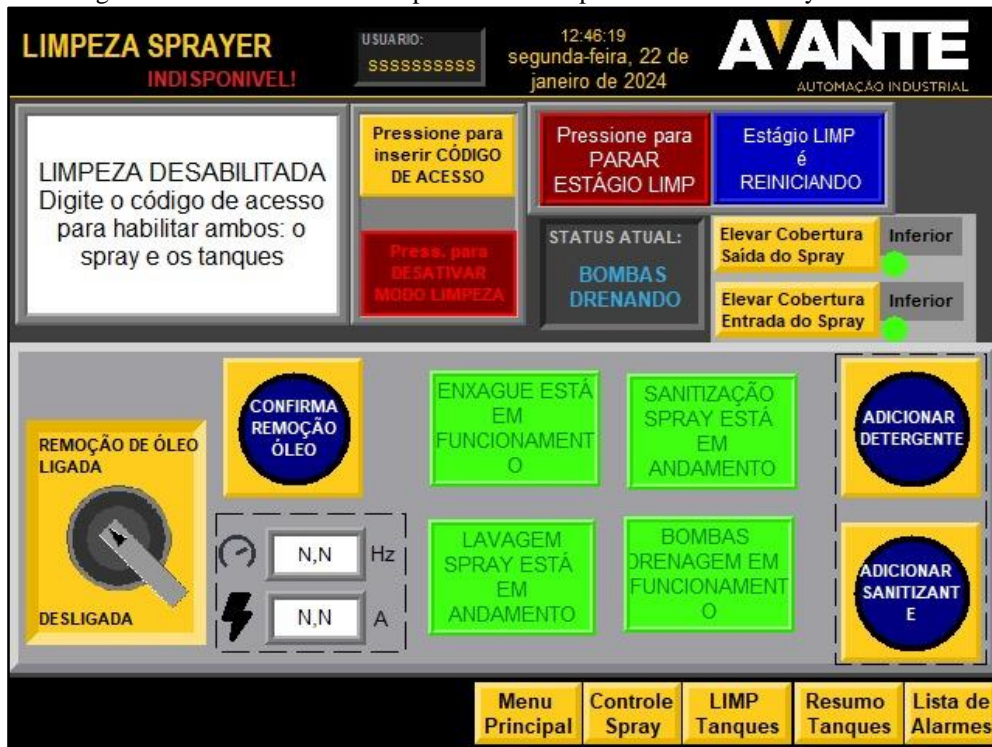 LIMPEZA SPRAYER
INDISPONIVEL!
USUARIO:
SSSSSSSSSS
12:46:19
segunda-feira, 22 de
janeiro de 2024
AVANTE
AUTOMAÇÃO INDUSTRIAL
LIMPEZA DESABILITADA
Digite o código de acesso
para habilitar ambos: o
spray e os tanques
Pressione para
inserir CÓDIGO
DE ACESSO
Press. para
DESATIVAR
MODO LIMPEZA
Pressione para
PARAR
ESTÁGIO LIMP
Estágio LIMP
é
REINICIANDO
STATUS ATUAL:
BOMBAS
DRENANDO
Elevar Cobertura
Saída do Spray
Inferior
Elevar Cobertura
Entrada do Spray
Inferior
REMOÇÃO DE ÓLEO
LIGADA
DESLIGADA
CONFIRMA
REMOÇÃO
ÓLEO
N,N Hz
N,N A
ENXAGUE ESTÁ
EM
FUNCIONAMENT
O
SANITIZAÇÃO
SPRAY ESTÁ
EM
ANDAMENTO
LAVAGEM
SPRAY ESTÁ
EM
ANDAMENTO
BOMBAS
DRENAGEM EM
FUNCIONAMENT
O
ADICIONAR
DETERGENTE
ADICIONAR
SANITIZANT
E
Menu
Principal
Controle
Spray
LIMP
Tanques
Resumo
Tanques
Lista de
Alarmes